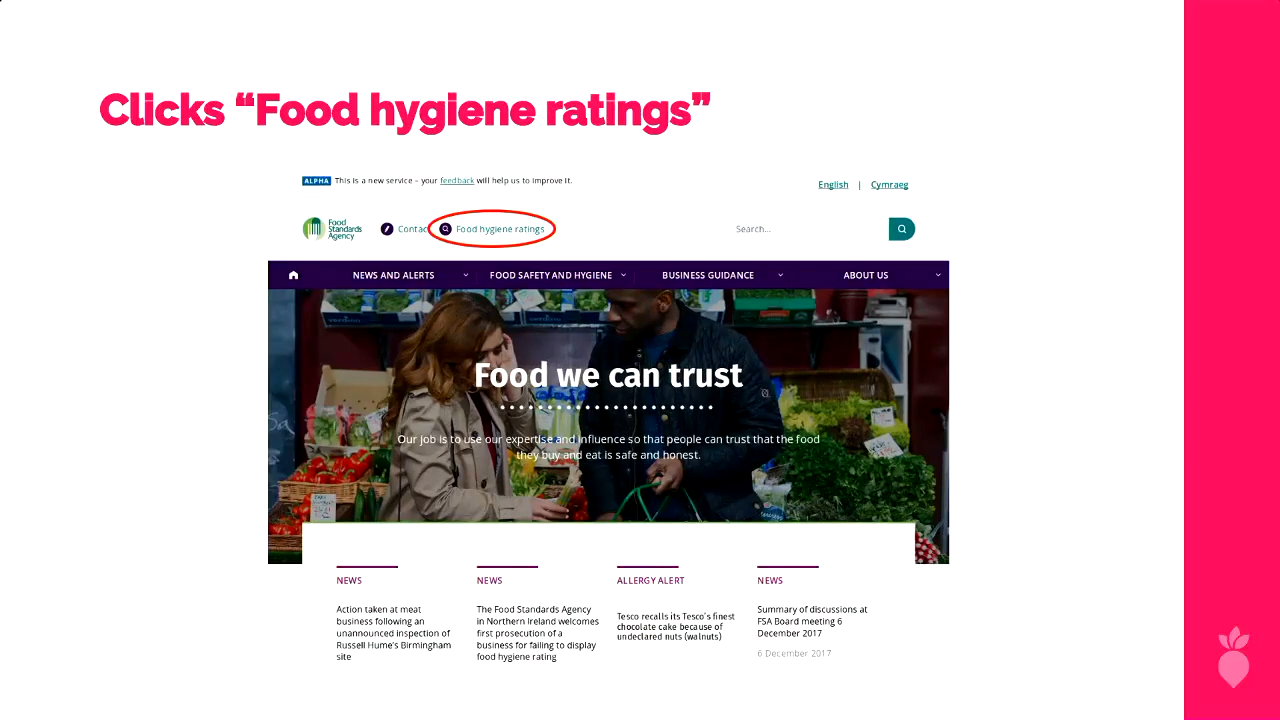 Clicks “Food hygiene ratings”
ALPHA This is a new service - your feedback will help us to improve it.
English | Cymraeg
Food
Standards
Agency
Contac
Food hygiene ratings
Search...
NEWS AND ALERTS
FOOD SAFETY AND HYGIENE
BUSINESS GUIDANCE
ABOUT US
Food we can trust
Our job is to use our expertise and influence so that people can trust that the food
they buy and eat is safe and honest.
NEWS
Action taken at meat
business following an
unannounced inspection of
Russell Hume's Birmingham
site
NEWS
The Food Standards Agency
in Northern Ireland welcomes
first prosecution of a
business for failing to display
food hygiene rating
ALLERGY ALERT
Tesco recalls its Tesco's finest
chocolate cake because of
undeclared nuts (walnuts)
NEWS
Summary of discussions at
FSA Board meeting 6
December 2017
6 December 2017